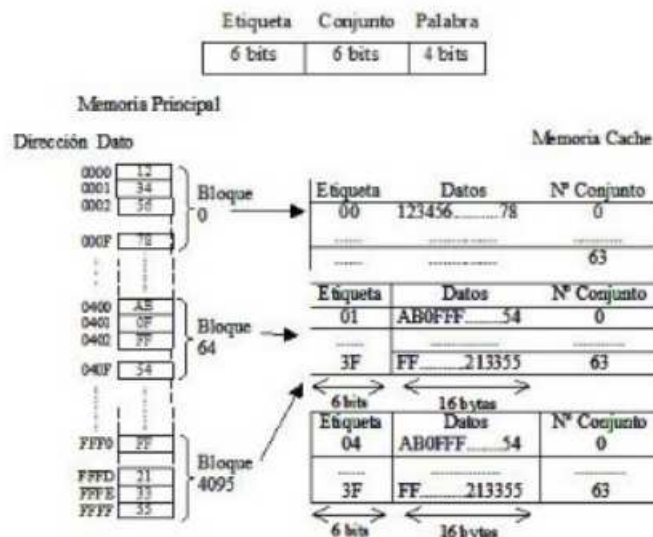 Etiqueta Conjunto Palabra
6 bits 6 bits 4 bits
Memoria Principal
Dirección Dato
Memoria Cache
0000 12
0001 34
0002 56
000F 78
Bloque
0
0400 AB
0401 0F
0402 FF
040F 54
Bloque
64
FFF0 FF
FFFD 21
FFFE 33
FFFF 55
Bloque
4095
Etiqueta Datos Nº Conjunto
00 123456..........78 0
...... ............... ...........
...... ............... 63
Etiqueta Datos Nº Conjunto
01 AB0FFF........54 0
...... ............... ...........
3F FF..........213355 63
6 bits 16 bytes
Etiqueta Datos Nº Conjunto
04 AB0FFF........54 0
...... ............... ...........
3F FF..........213355 63
6 bits 16 bytes